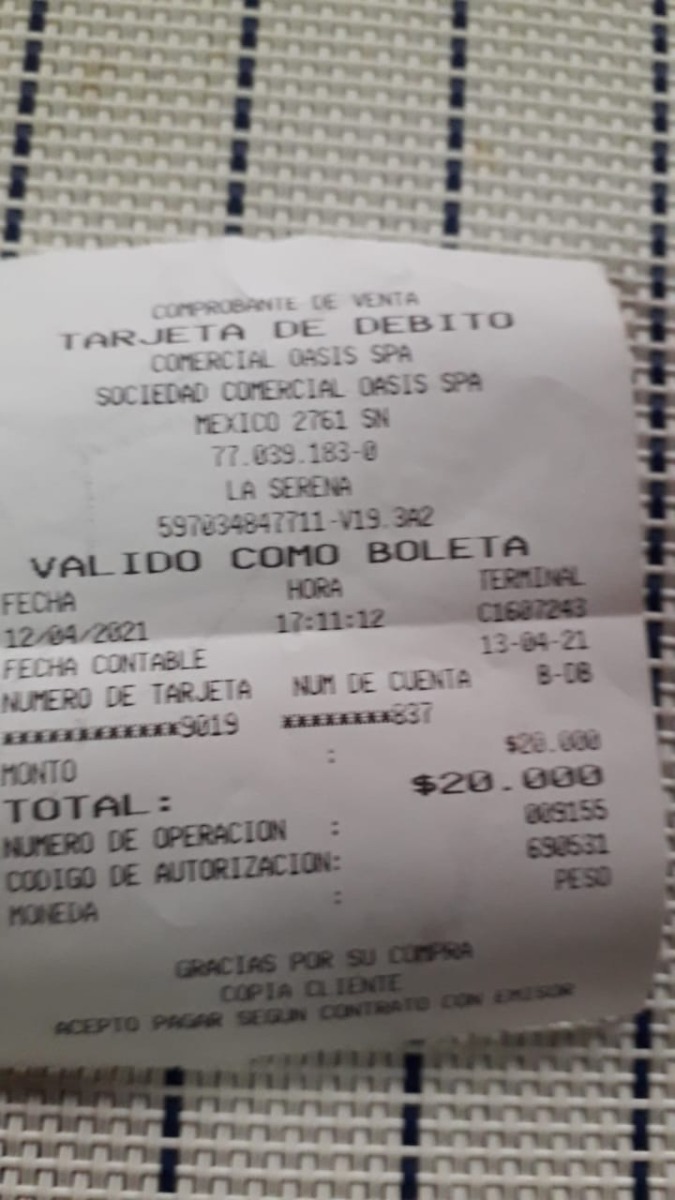 COMPROBANTE DE VENTA
TARJETA DE DEBITO
COMERCIAL OASIS SPA
SOCIEDAD COMERCIAL OASIS SPA
MEXICO 2761 SN
77.039.183-0
LA SERENA
597034847711-V19.3A2
VALIDO COMO BOLETA
FECHA HORA TERMINAL
12/04/2021 17:11:12 C1607243
FECHA CONTABLE 13-04-21
NUMERO DE TARJETA NUM DE CUENTA B-DB
************9019 ********837
MONTO : $20.000
TOTAL: $20.000
NUMERO DE OPERACION : 009155
CODIGO DE AUTORIZACION: 690531
MONEDA : PESO
GRACIAS POR SU COMPRA
COPIA CLIENTE
ACEPTO PAGAR SEGUN CONTRATO CON EMISOR